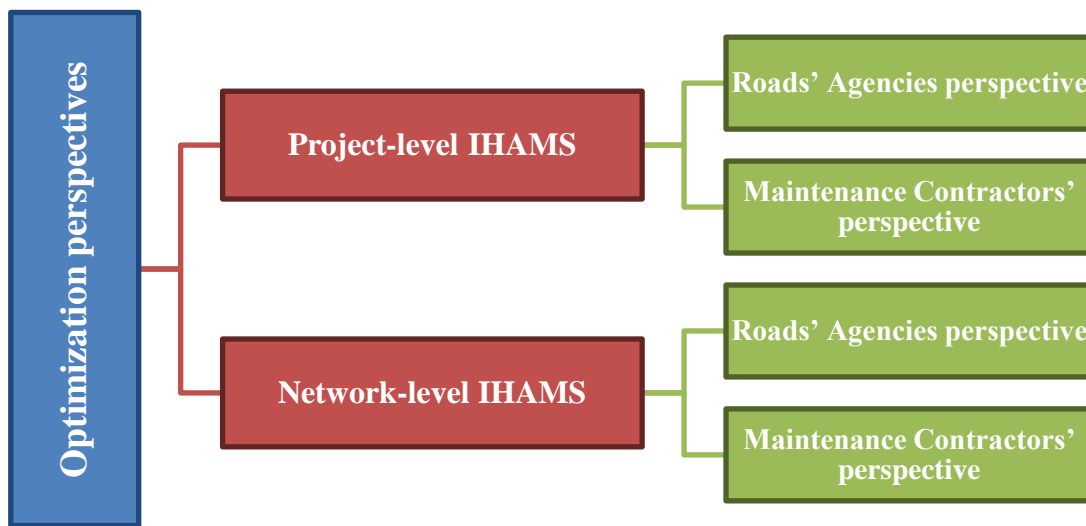 Optimization perspectives
Project-level IHAMS
Roads’ Agencies perspective
Maintenance Contractors’
perspective
Network-level IHAMS
Roads’ Agencies perspective
Maintenance Contractors’
perspective